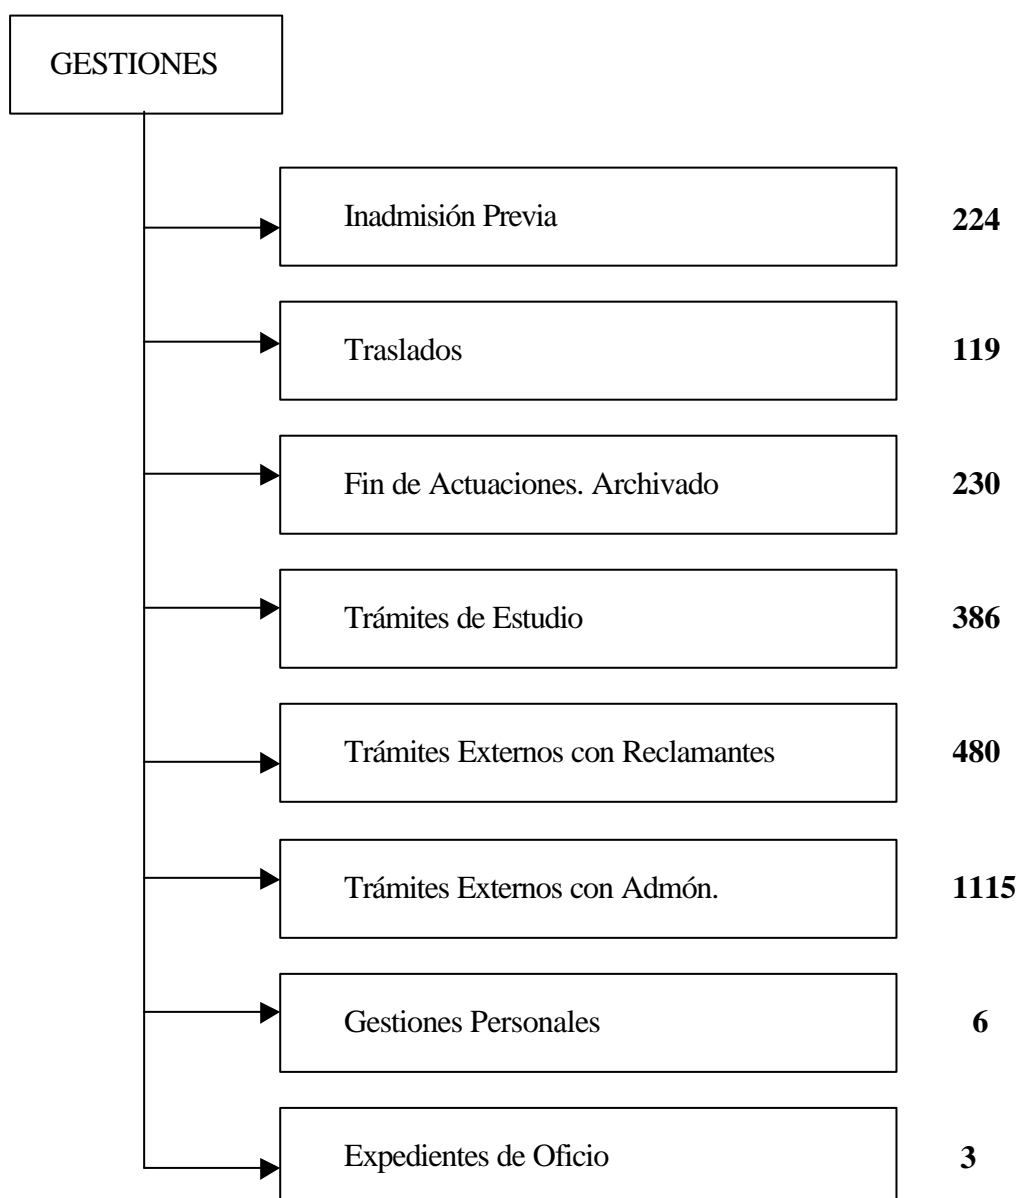 GESTIONES
Inadmisión Previa 224
Traslados 119
Fin de Actuaciones. Archivado 230
Trámites de Estudio 386
Trámites Externos con Reclamantes 480
Trámites Externos con Admón. 1115
Gestiones Personales 6
Expedientes de Oficio 3